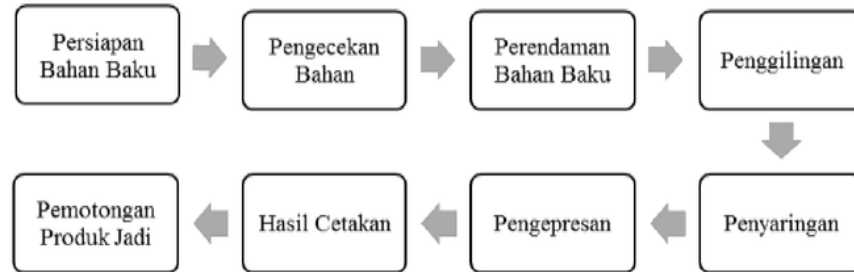 Persiapan
Bahan Baku
Pengecekan
Bahan
Perendaman
Bahan Baku
Penggilingan
Penyaringan
Pengepresan
Hasil Cetakan
Pemotongan
Produk Jadi